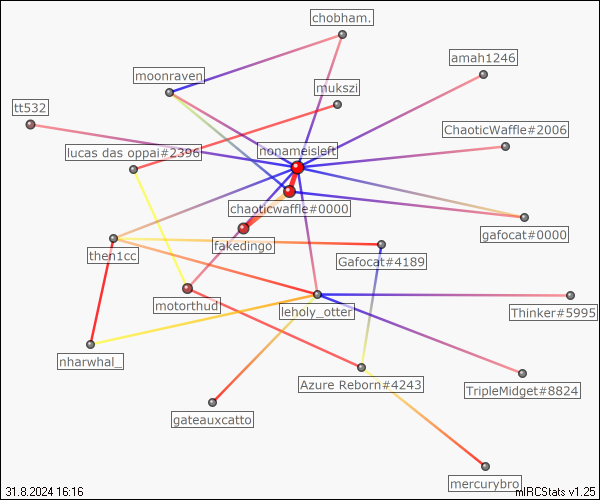 chobham.
moonraven
amah1246
mukszi
tt532
ChaoticWaffle#2006
lucas das oppai#2396
nonameisleft
chaoticwaffle#0000
gafocat#0000
fakedingo
then1cc
Gafocat#4189
motorthud
leholy_otter
Thinker#5995
nharwhal_
Azure Reborn#4243
TripleMidget#8824
gateauxcatto
mercurybro
31.8.2024 16:16
mIRCStats v1.25